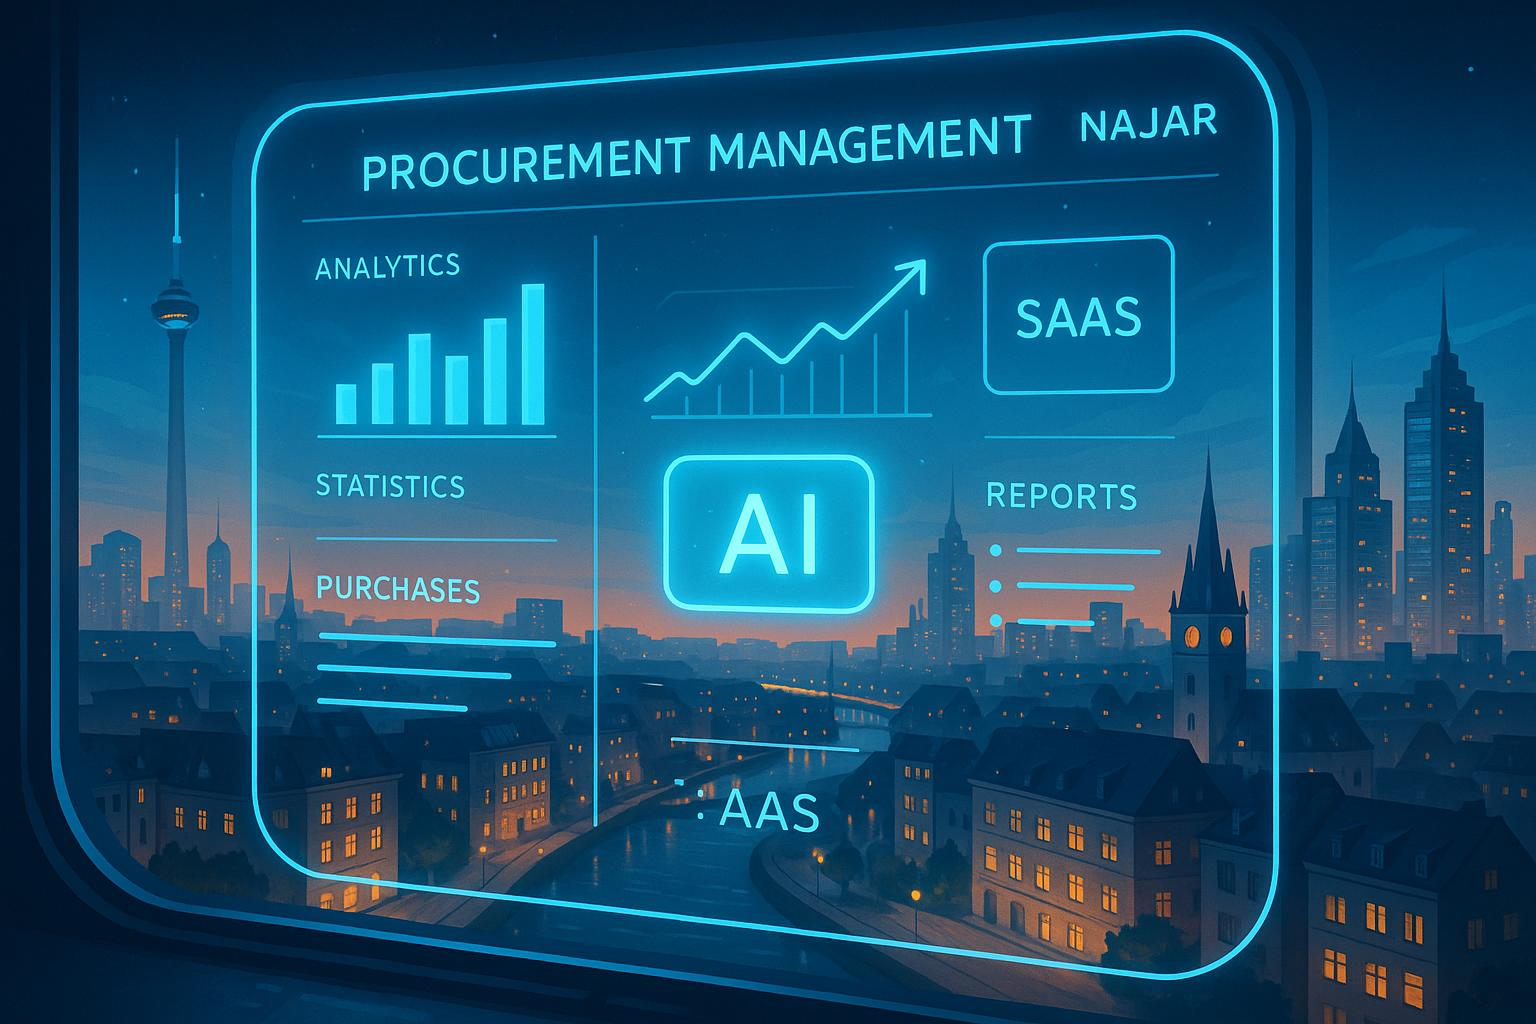 PROCUREMENT MANAGEMENT NAJAR
ANALYTICS
STATISTICS
PURCHASES
AI
SAAS
REPORTS
AAS